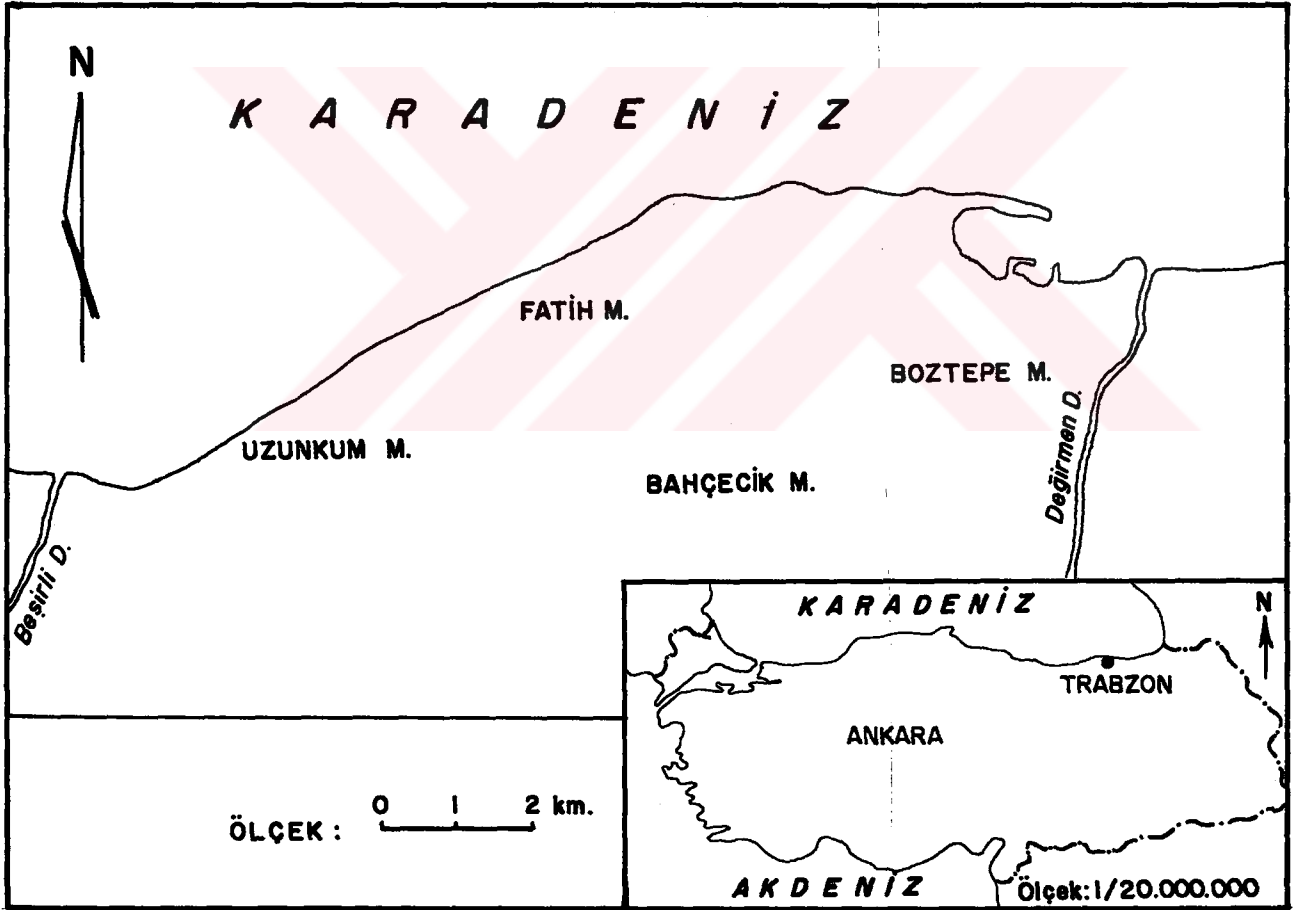 N
KARADENİZ
FATİH M.
BOZTEPE M.
UZUNKUM M.
BAHÇECİK M.
Değirmen D.
Beşirli D.
KARADENİZ
N
TRABZON
ANKARA
AKDENİZ
Ölçek:1/20.000.000
0 1 2 km.
ÖLÇEK :